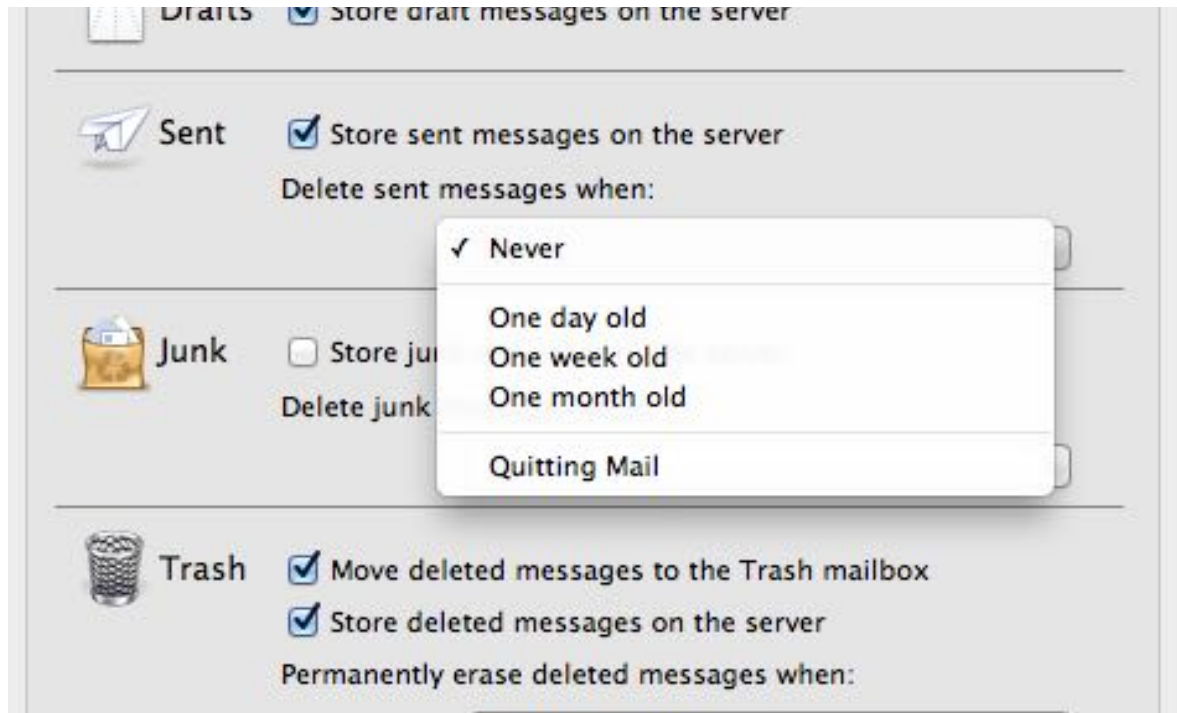 Drafts Store draft messages on the server
Sent Store sent messages on the server
Delete sent messages when:
✓ Never
One day old
Junk Store
One week old
Delete junk One month old
Quitting Mail
Trash Move deleted messages to the Trash mailbox
Store deleted messages on the server
Permanently erase deleted messages when: